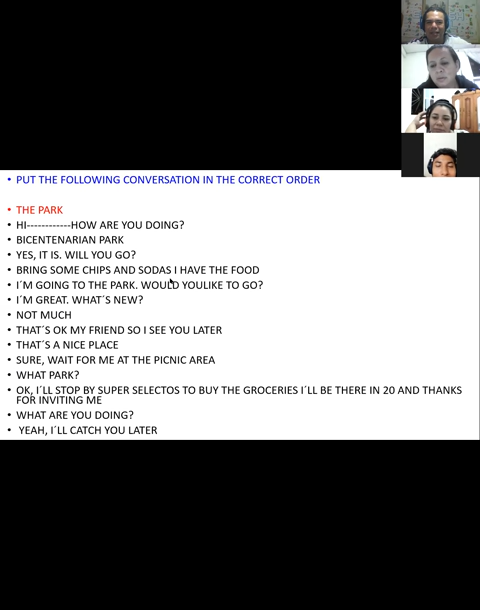 PUT THE FOLLOWING CONVERSATION IN THE CORRECT ORDER
THE PARK
HI------------HOW ARE YOU DOING?
BICENTENARIAN PARK
YES, IT IS. WILL YOU GO?
BRING SOME CHIPS AND SODAS I HAVE THE FOOD
I´M GOING TO THE PARK. WOULD YOULIKE TO GO?
I´M GREAT. WHAT´S NEW?
NOT MUCH
THAT´S OK MY FRIEND SO I SEE YOU LATER
THAT´S A NICE PLACE
SURE, WAIT FOR ME AT THE PICNIC AREA
WHAT PARK?
OK, I´LL STOP BY SUPER SELECTOS TO BUY THE GROCERIES I´LL BE THERE IN 20 AND THANKS
FOR INVITING ME
WHAT ARE YOU DOING?
YEAH, I´LL CATCH YOU LATER